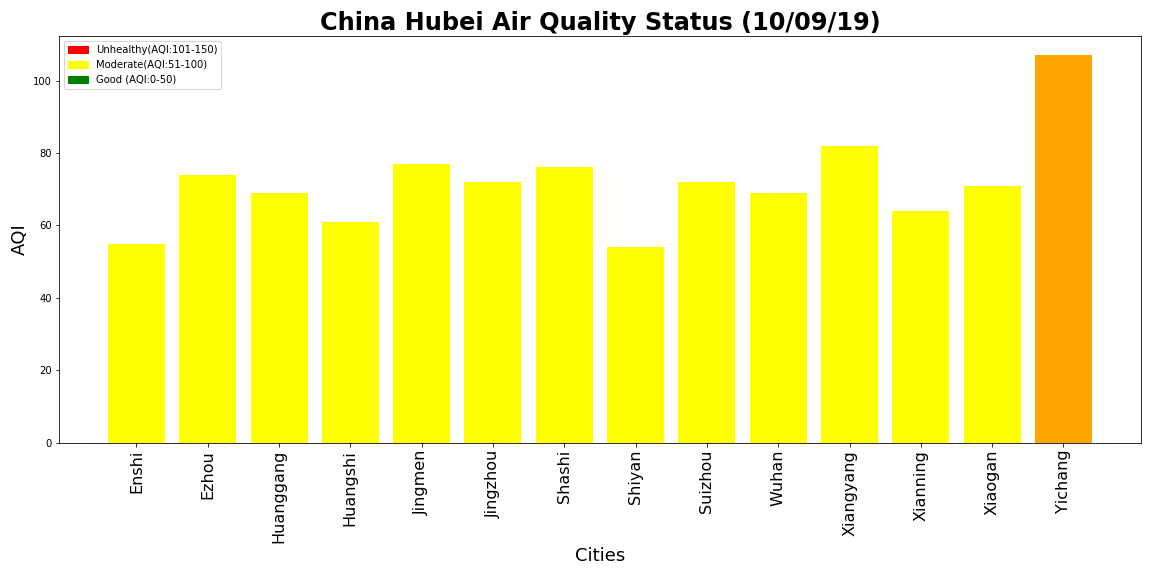 China Hubei Air Quality Status (10/09/19)
Unhealthy(AQI:101-150)
Moderate(AQI:51-100)
Good (AQI:0-50)
AQI
100
80
60
40
20
0
Enshi
Ezhou
Huanggang
Huangshi
Jingmen
Jingzhou
Shashi
Shiyan
Suizhou
Wuhan
Xiangyang
Xianning
Xiaogan
Yichang
Cities